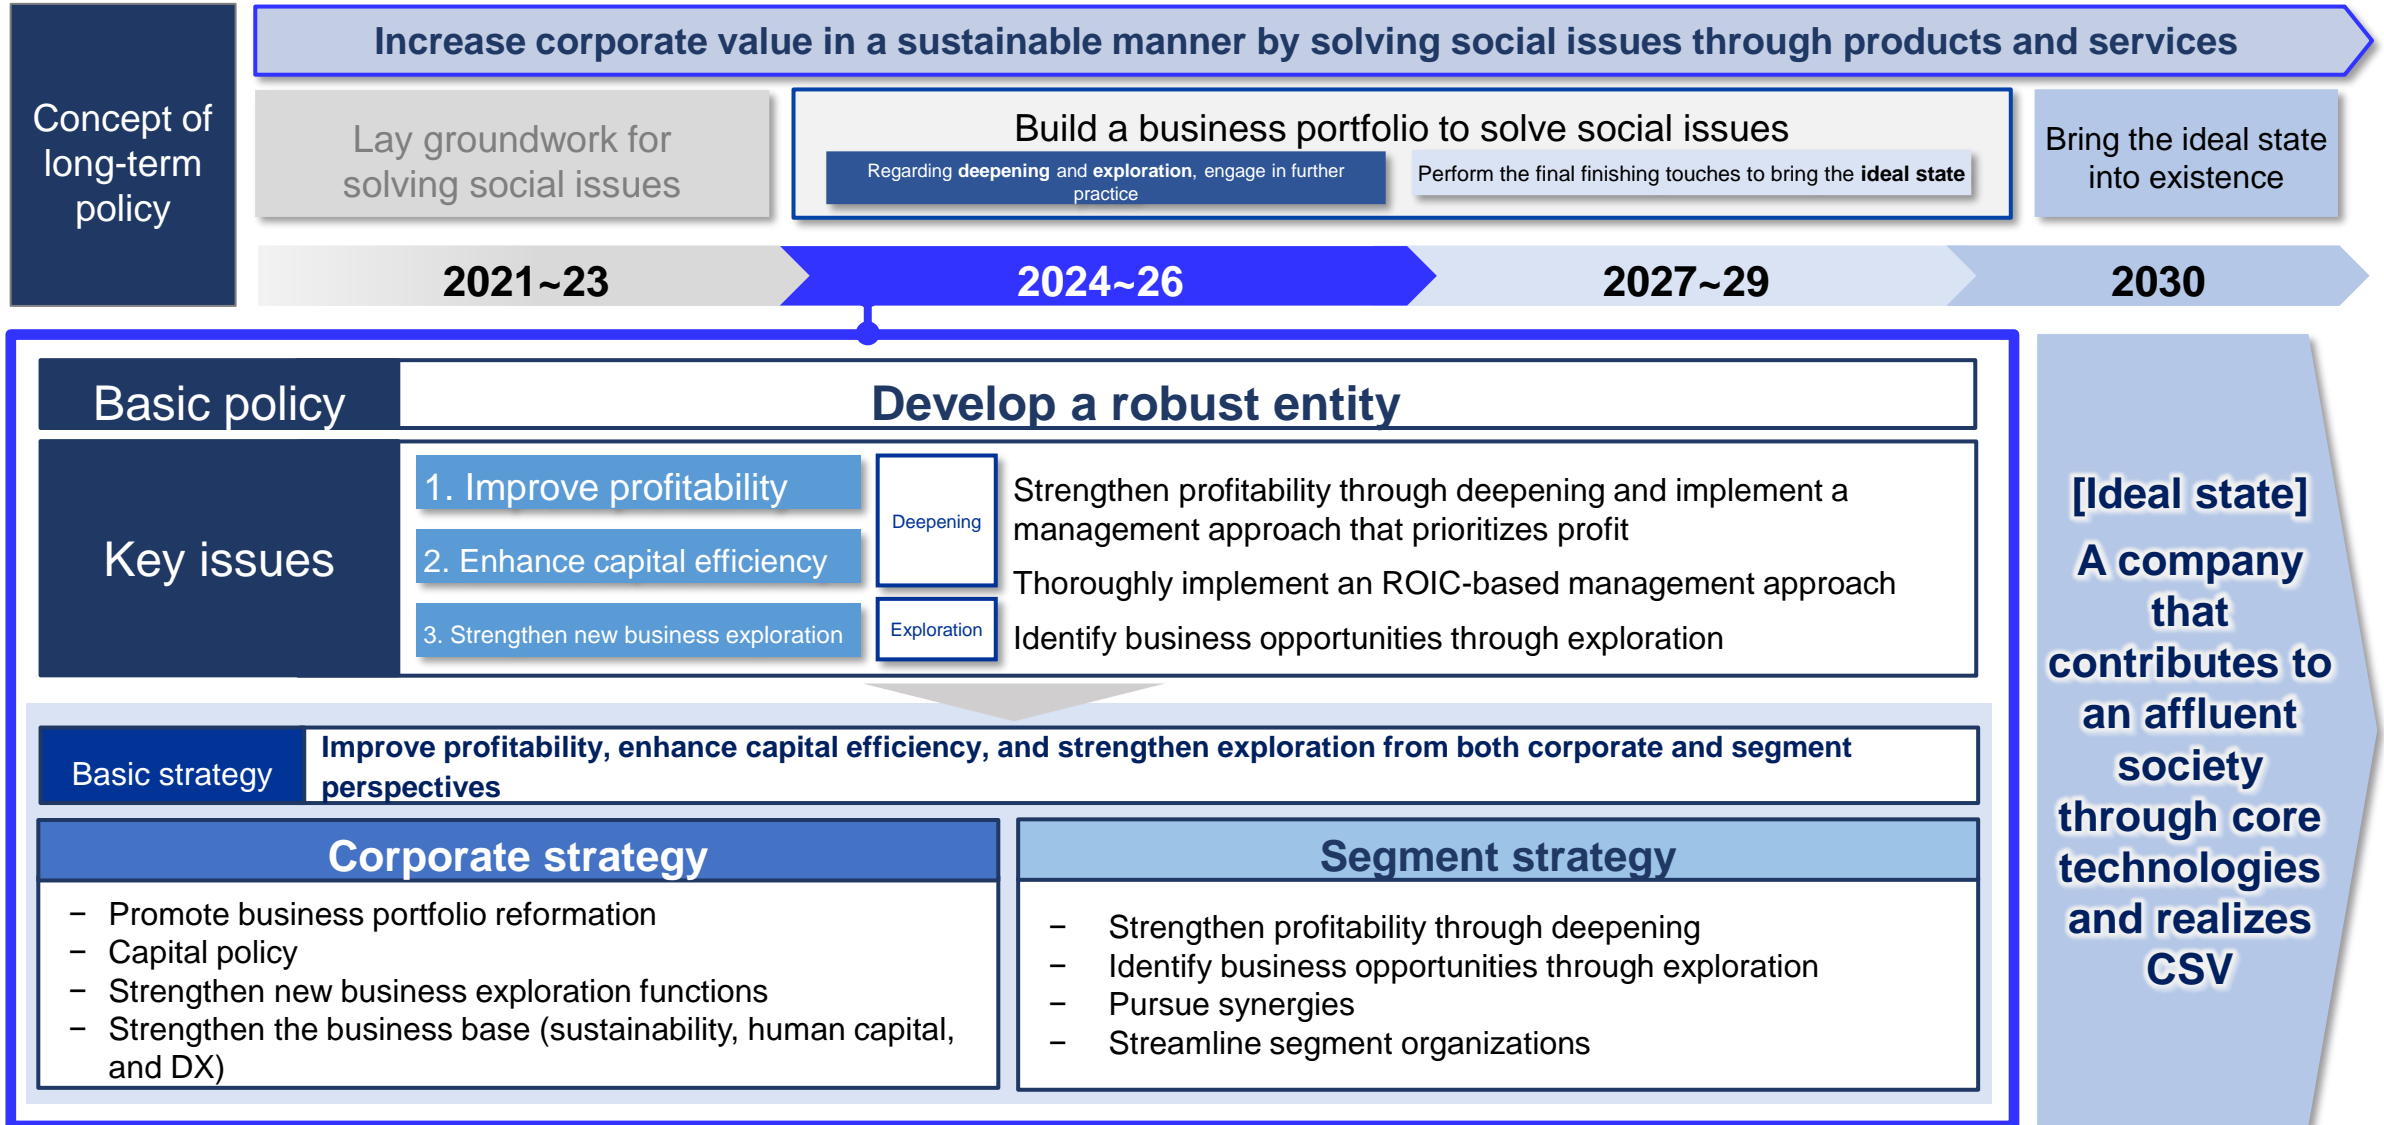 Concept of
long-term
policy
Increase corporate value in a sustainable manner by solving social issues through products and services
Lay groundwork for
solving social issues
Build a business portfolio to solve social issues
Regarding deepening and exploration, engage in further
practice
Perform the final finishing touches to bring the ideal state
Bring the ideal state
into existence
2021~23
2024~26
2027~29
2030
Basic policy
Develop a robust entity
Key issues
1. Improve profitability
2. Enhance capital efficiency
3. Strengthen new business exploration
Deepening
Exploration
Strengthen profitability through deepening and implement a
management approach that prioritizes profit
Thoroughly implement an ROIC-based management approach
Identify business opportunities through exploration
Basic strategy
Improve profitability, enhance capital efficiency, and strengthen exploration from both corporate and segment
perspectives
Corporate strategy
− Promote business portfolio reformation
− Capital policy
− Strengthen new business exploration functions
− Strengthen the business base (sustainability, human capital,
and DX)
Segment strategy
− Strengthen profitability through deepening
− Identify business opportunities through exploration
− Pursue synergies
− Streamline segment organizations
[Ideal state]
A company
that
contributes to
an affluent
society
through core
technologies
and realizes
CSV